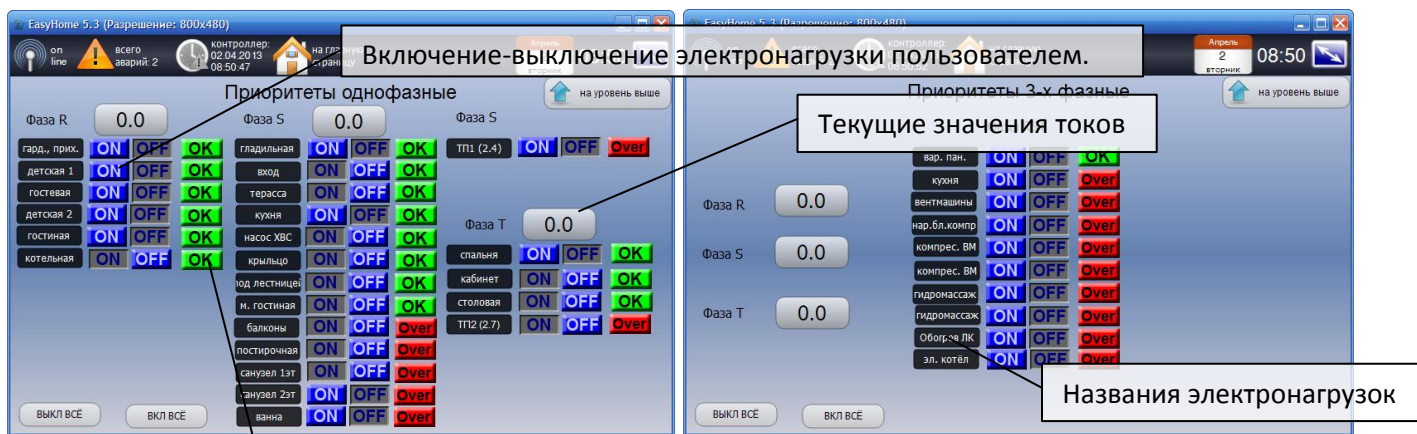 EasyHome 5.3 (Разрешение: 800x480)
on line
всего аварий: 2
контроллер: 02.04.2013 08:50:47
на
страницу
Апрель
вторник
Включение-выключение электронагрузки пользователем.
Приоритеты однофазные
на уровень выше
Фаза R 0.0
гард., прих. ON OFF OK
детская 1 ON OFF OK
гостевая ON OFF OK
детская 2 ON OFF OK
гостиная ON OFF OK
котельная ON OFF OK
Фаза S 0.0
гладильная ON OFF OK
вход ON OFF OK
терасса ON OFF OK
кухня ON OFF OK
насос ХВС ON OFF OK
крыльцо ON OFF OK
под лестницей ON OFF OK
м. гостиная ON OFF OK
балконы ON OFF Over
постирочная ON OFF Over
санузел 1эт ON OFF Over
санузел 2эт ON OFF Over
ванна ON OFF Over
Фаза S
ТП1 (2.4) ON OFF Over
Фаза T 0.0
спальня ON OFF OK
кабинет ON OFF OK
столовая ON OFF OK
ТП2 (2.7) ON OFF Over
ВЫКЛ ВСЁ
ВКЛ ВСЁ
EasyHome 5.3 (Разрешение: 800x480)
Апрель
2
вторник
08:50
Приоритеты 3-х фазные
на уровень выше
Текущие значения токов
Фаза R 0.0
Фаза S 0.0
Фаза T 0.0
вар. пан. ON OFF OK
кухня ON OFF Over
вентмашины ON OFF Over
нар.бл.компр ON OFF Over
компрес. ВМ ON OFF Over
компрес. ВМ ON OFF Over
гидромассаж ON OFF Over
гидромассаж ON OFF Over
Обогрев ЛК ON OFF Over
эл. котёл ON OFF Over
Названия электронагрузок
ВЫКЛ ВСЁ
ВКЛ ВСЁ